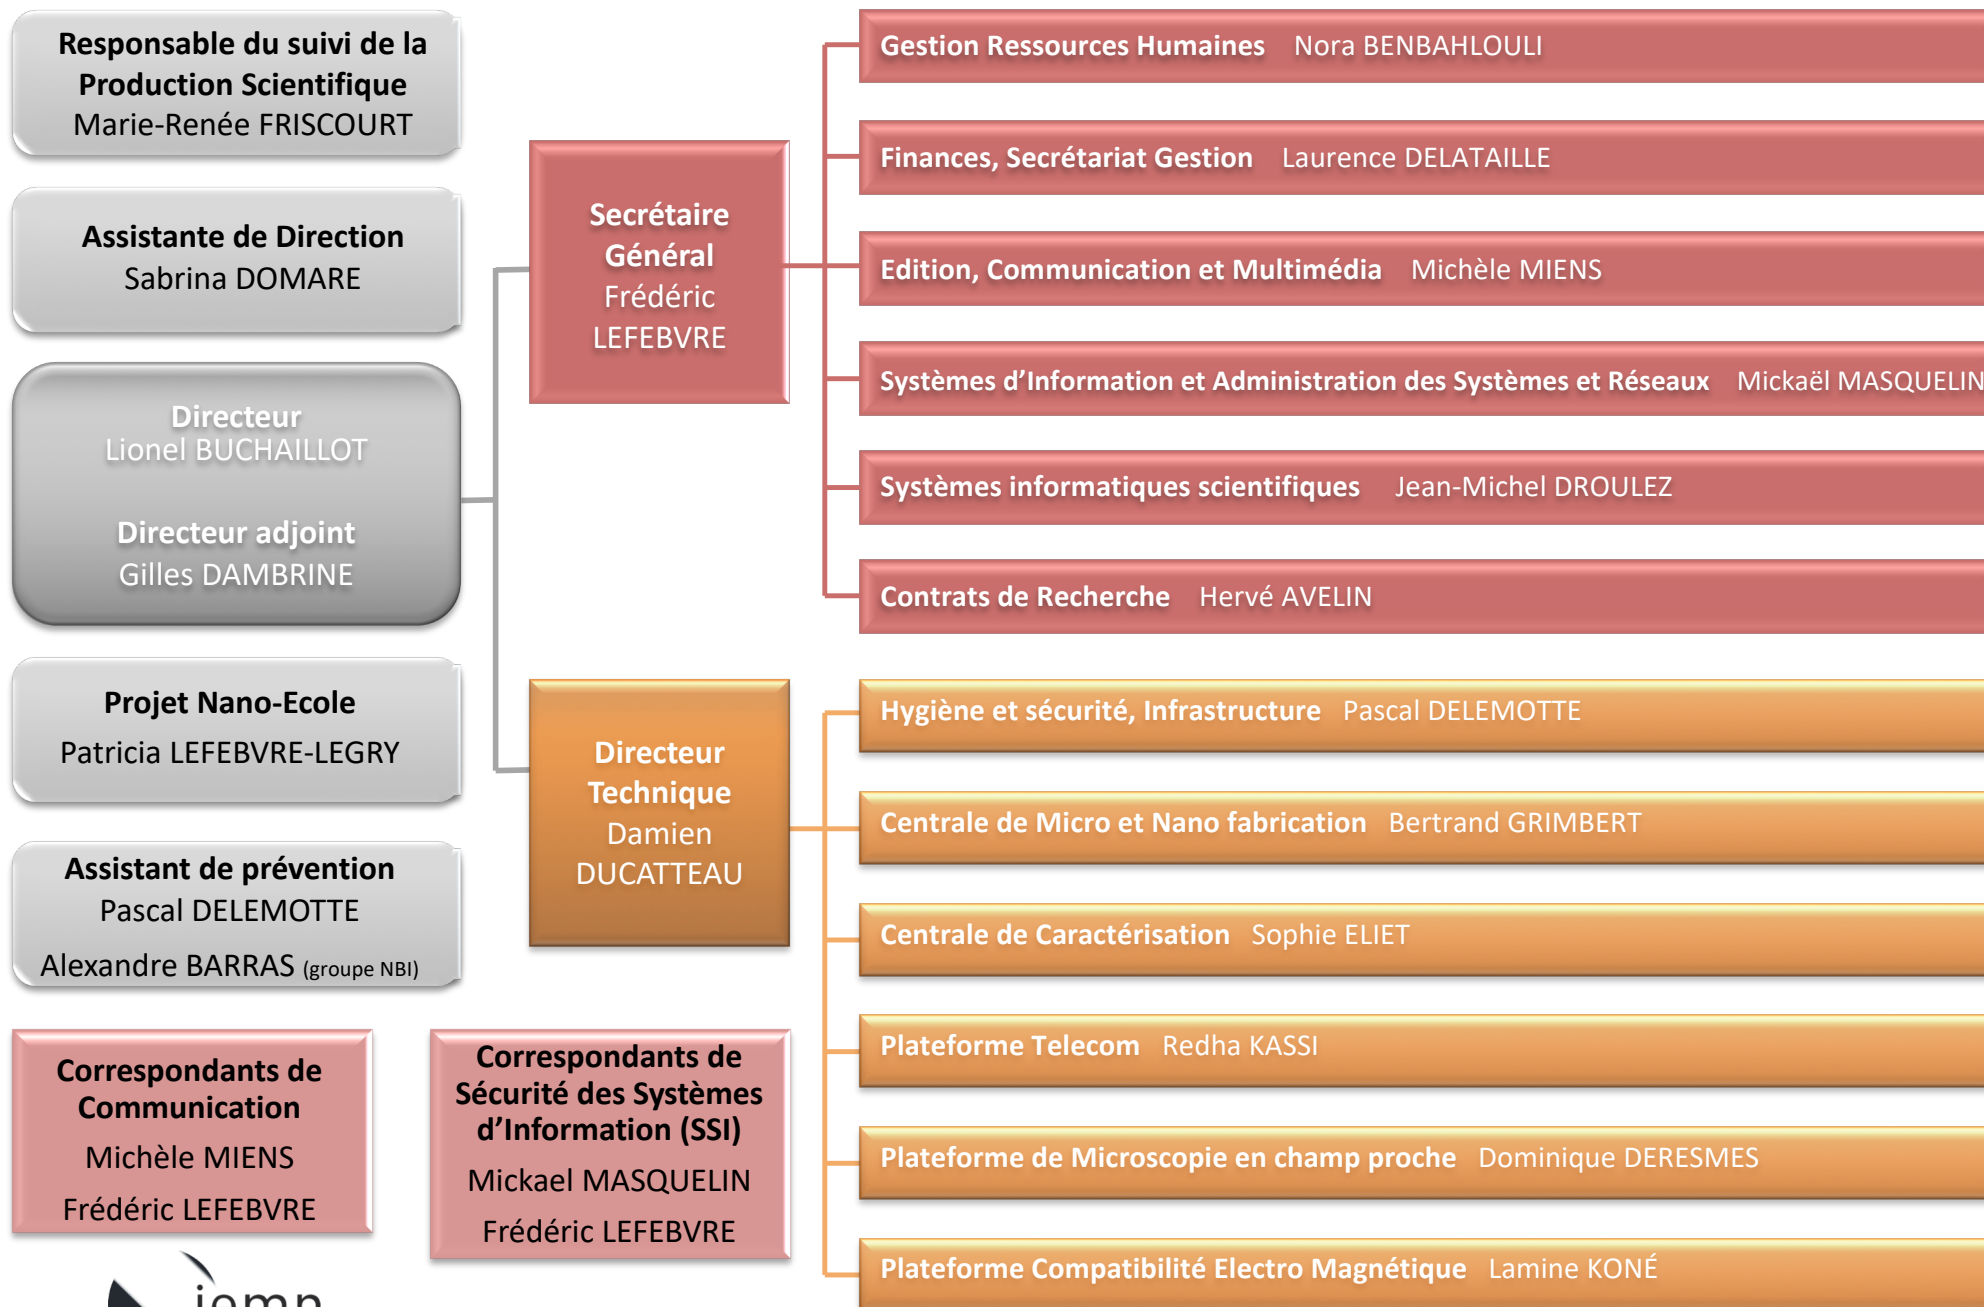 Responsable du suivi de la
Production Scientifique
Marie-Renée FRISCOURT
Assistante de Direction
Sabrina DOMARE
Directeur
Lionel BUCHAILLOT
Directeur adjoint
Gilles DAMBRINE
Projet Nano-Ecole
Patricia LEFEBVRE-LEGRY
Assistant de prévention
Pascal DELEMOTTE
Alexandre BARRAS (groupe NBI)
Correspondants de
Communication
Michèle MIENS
Frédéric LEFEBVRE
Correspondants de
Sécurité des Systèmes
d’Information (SSI)
Mickael MASQUELIN
Frédéric LEFEBVRE
Secrétaire
Général
Frédéric
LEFEBVRE
Directeur
Technique
Damien
DUCATTEAU
Gestion Ressources Humaines Nora BENBAHLOULI
Finances, Secrétariat Gestion Laurence DELATAILLE
Edition, Communication et Multimédia Michèle MIENS
Systèmes d’Information et Administration des Systèmes et Réseaux Mickaël MASQUELIN
Systèmes informatiques scientifiques Jean-Michel DROULEZ
Contrats de Recherche Hervé AVELIN
Hygiène et sécurité, Infrastructure Pascal DELEMOTTE
Centrale de Micro et Nano fabrication Bertrand GRIMBERT
Centrale de Caractérisation Sophie ELIET
Plateforme Telecom Redha KASSI
Plateforme de Microscopie en champ proche Dominique DERESMES
Plateforme Compatibilité Electro Magnétique Lamine KONÉ
iemn